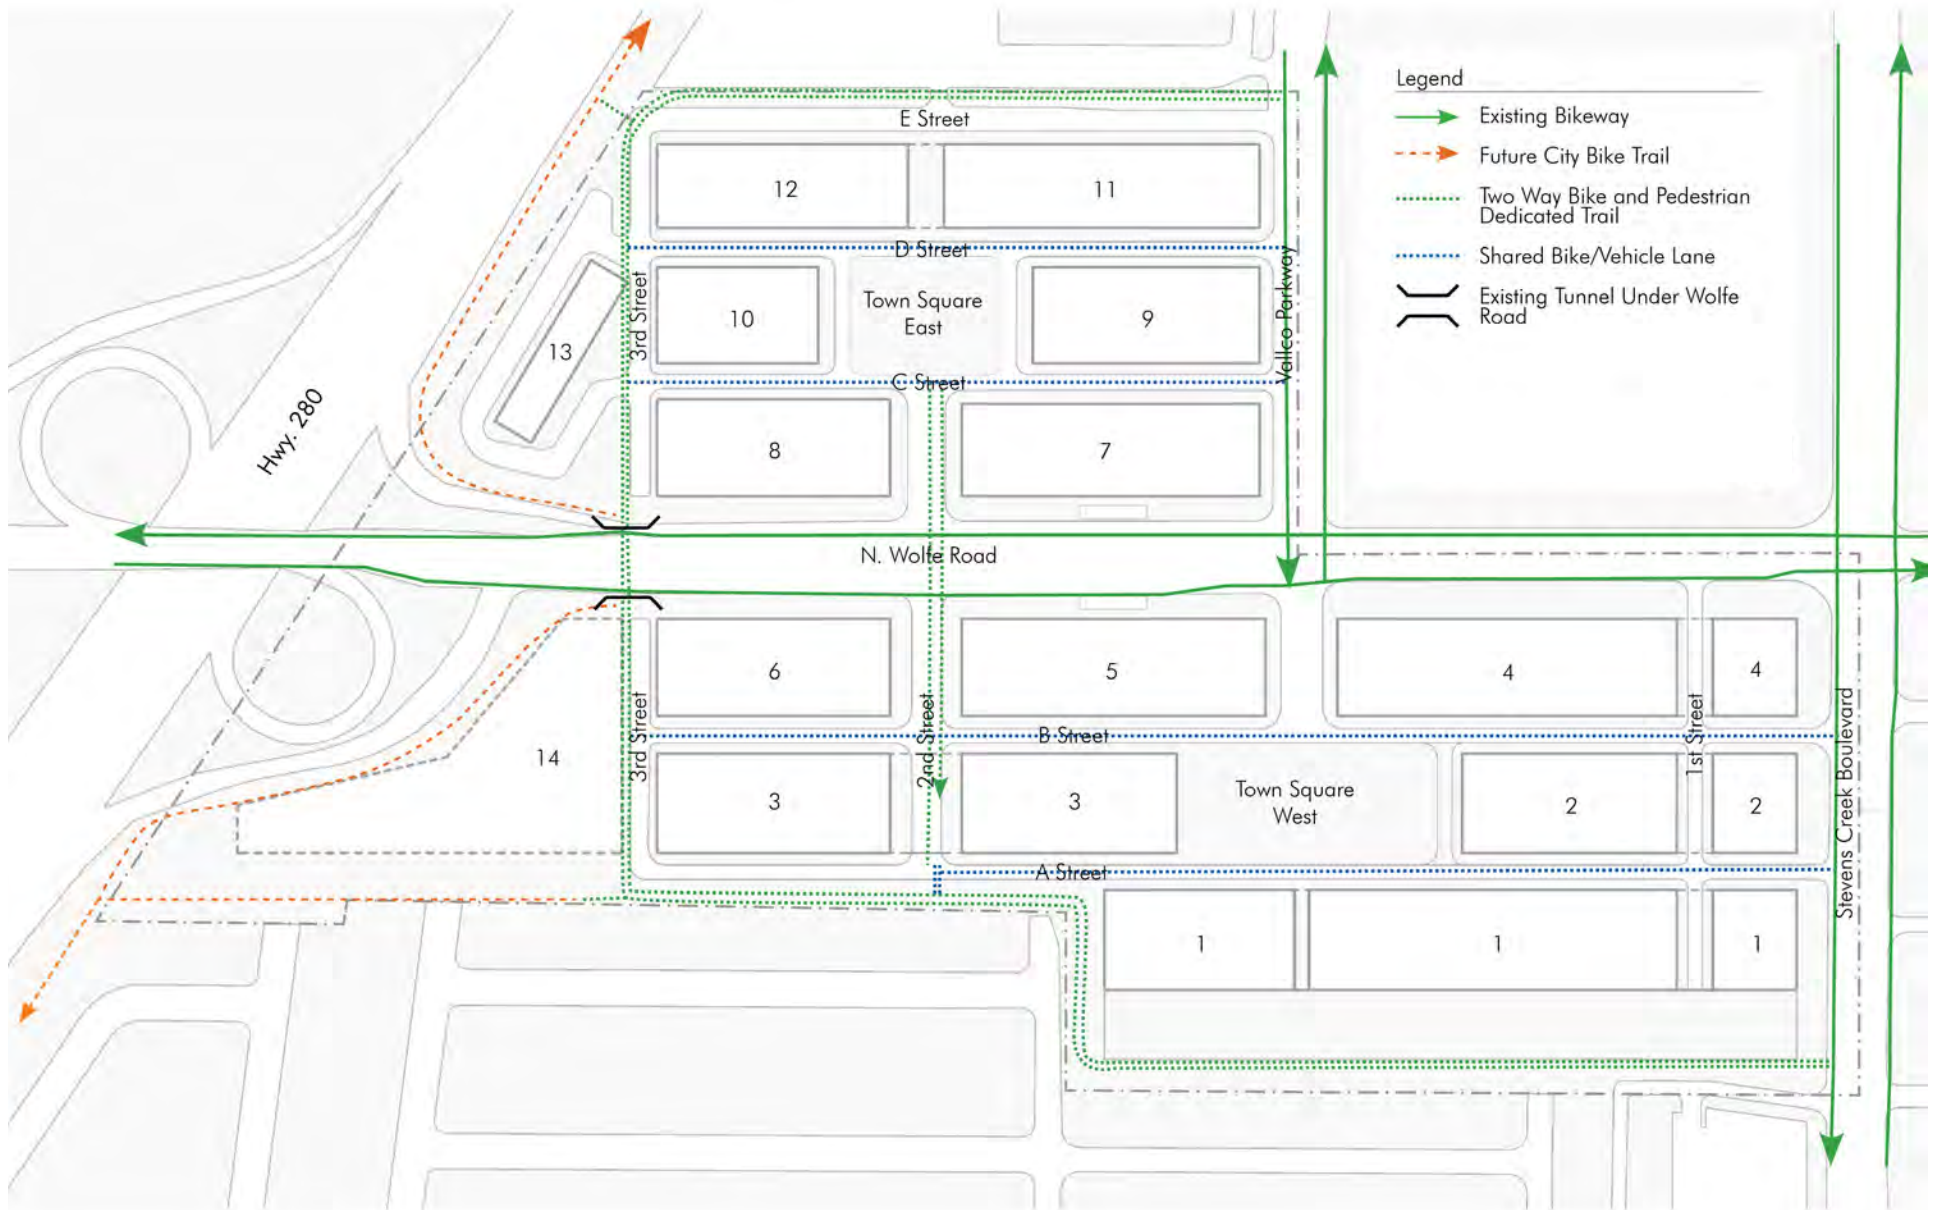 Legend
Existing Bikeway
Future City Bike Trail
Two Way Bike and Pedestrian
Dedicated Trail
Shared Bike/Vehicle Lane
Existing Tunnel Under Wolfe
Road
E Street
12
11
D Street
3rd Street
10
Town Square
East
9
Vallco Parkway
13
C Street
Hwy. 280
8
7
N. Wolfe Road
6
5
4
4
3rd Street
2nd Street
B Street
1st Street
Stevens Creek Boulevard
14
3
3
Town Square
West
2
2
A Street
1
1
1